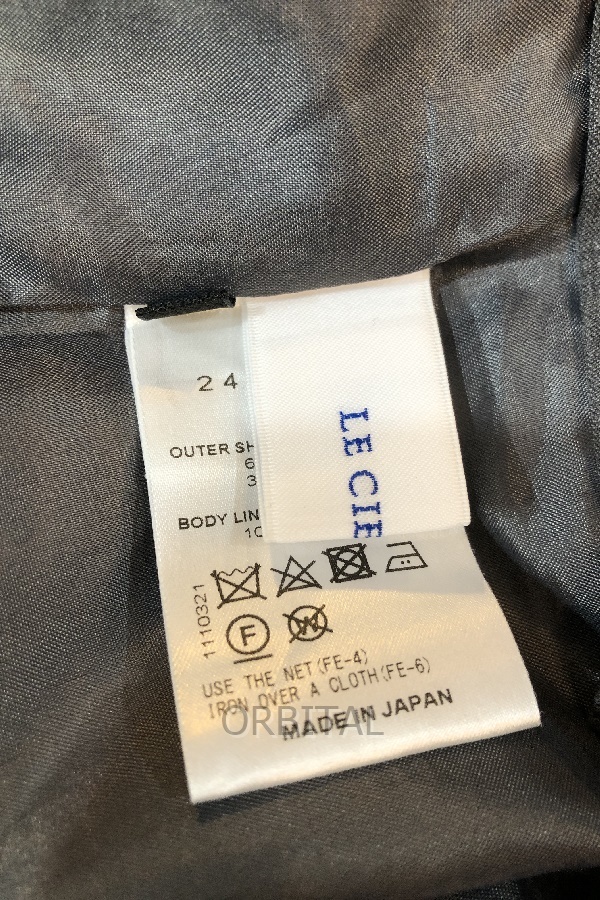 24
OUTER SH
6
3
BODY LIN
10
LE CIE
1110321
F
W
USE THE NET(FE-4)
IRON OVER A CLOTH(FE-6)
MADE IN JAPAN
ORBITAL